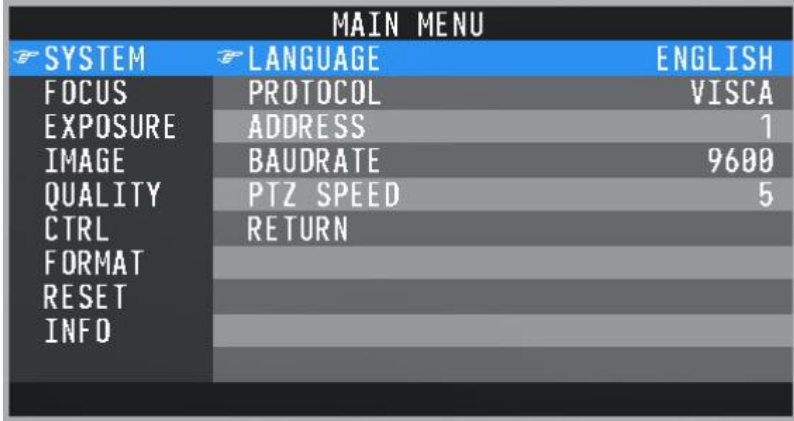 MAIN MENU
☞SYSTEM ☞LANGUAGE ENGLISH
FOCUS PROTOCOL VISCA
EXPOSURE ADDRESS 1
IMAGE BAUDRATE 9600
QUALITY PTZ SPEED 5
CTRL RETURN
FORMAT
RESET
INFO